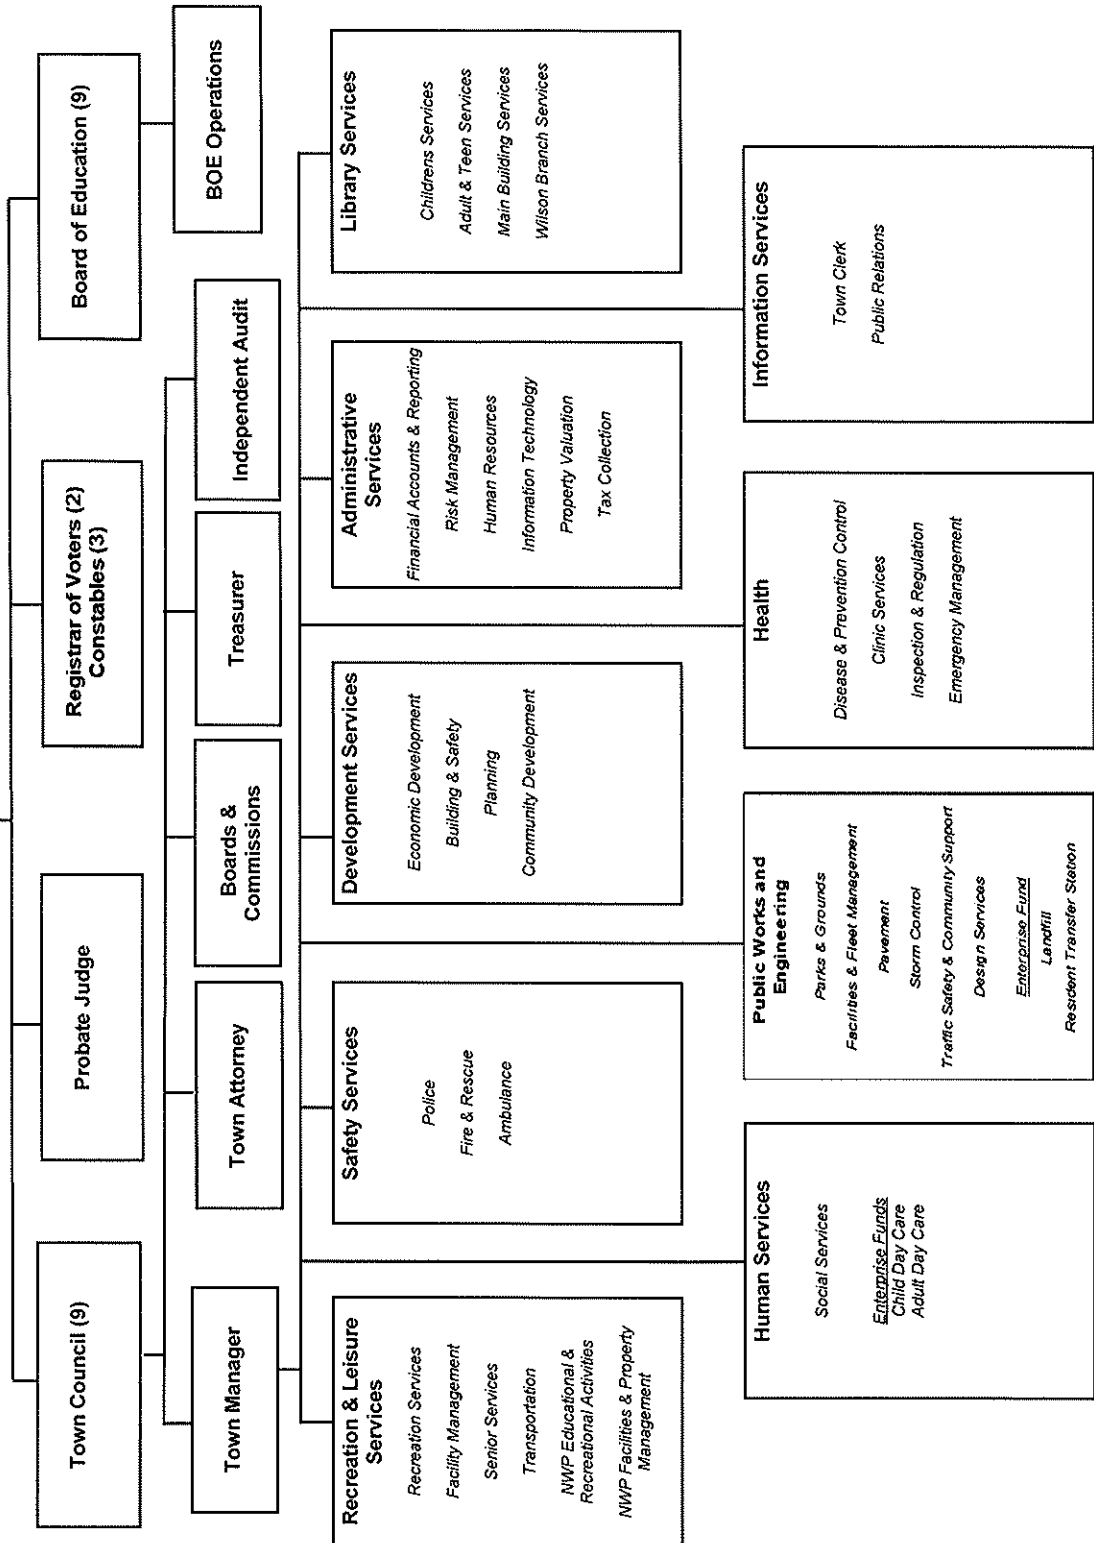 Town Council (9)
Probate Judge
Registrar of Voters (2)
Constables (3)
Board of Education (9)
Town Manager
Town Attorney
Boards &
Commissions
Treasurer
Independent Audit
BOE Operations
Recreation & Leisure
Services
Recreation Services
Facility Management
Senior Services
Transportation
NWP Educational &
Recreational Activities
NWP Facilities & Property
Management
Safety Services
Police
Fire & Rescue
Ambulance
Development Services
Economic Development
Building & Safety
Planning
Community Development
Administrative
Services
Financial Accounts & Reporting
Risk Management
Human Resources
Information Technology
Property Valuation
Tax Collection
Library Services
Childrens Services
Adult & Teen Services
Main Building Services
Wilson Branch Services
Human Services
Social Services
Enterprise Funds
Child Day Care
Adult Day Care
Public Works and
Engineering
Parks & Grounds
Facilities & Fleet Management
Pavement
Storm Control
Traffic Safety & Community Support
Design Services
Enterprise Fund
Landfill
Resident Transfer Station
Health
Disease & Prevention Control
Clinic Services
Inspection & Regulation
Emergency Management
Information Services
Town Clerk
Public Relations